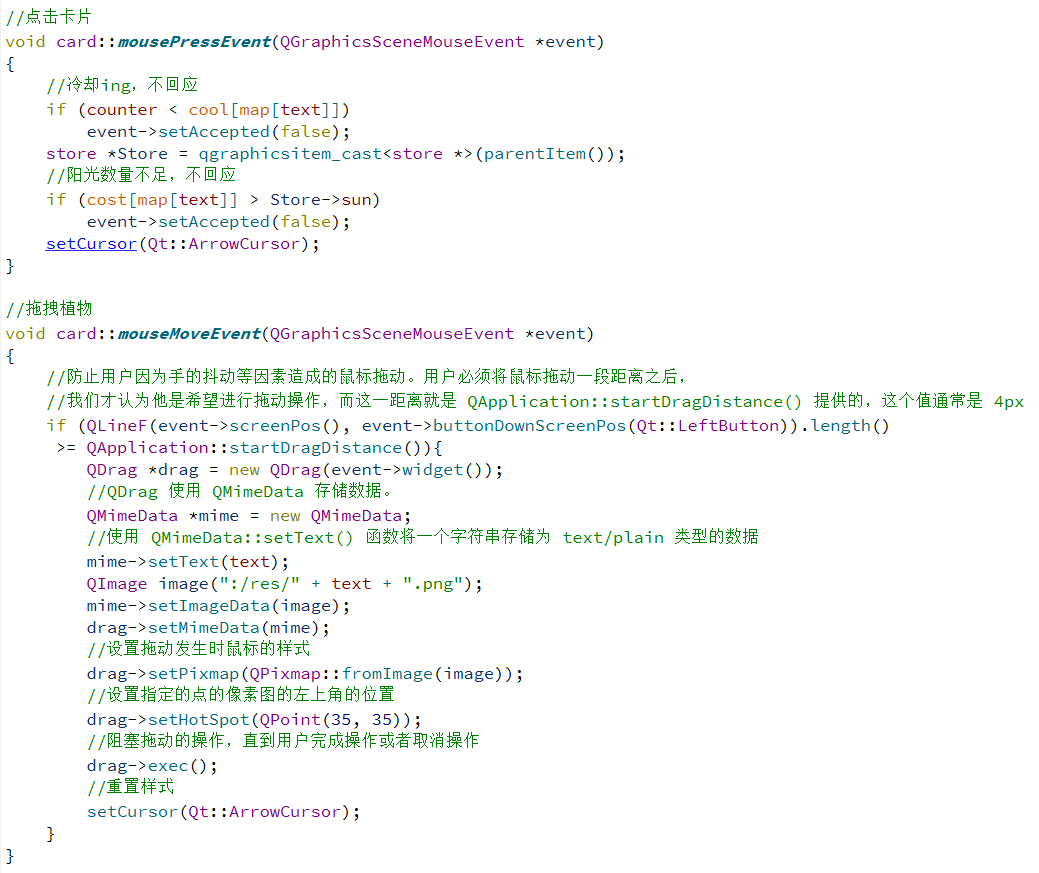 //点击卡片
void card::mousePressEvent(QGraphicsSceneMouseEvent *event)
{
    //冷却ing，不回应
    if (counter < cool[map[text]])
        event->setAccepted(false);
    store *Store = qgraphicsitem_cast<store *>(parentItem());
    //阳光数量不足，不回应
    if (cost[map[text]] > Store->sun)
        event->setAccepted(false);
    setCursor(Qt::ArrowCursor);
}

//拖拽植物
void card::mouseMoveEvent(QGraphicsSceneMouseEvent *event)
{
    //防止用户因为手的抖动等因素造成的鼠标拖动。用户必须将鼠标拖动一段距离之后，
    //我们才认为他是希望进行拖动操作，而这一距离就是 QApplication::startDragDistance() 提供的，这个值通常是 4px
    if (QLineF(event->screenPos(), event->buttonDownScreenPos(Qt::LeftButton)).length()
     >= QApplication::startDragDistance()){
        QDrag *drag = new QDrag(event->widget());
        //QDrag 使用 QMimeData 存储数据。
        QMimeData *mime = new QMimeData;
        //使用 QMimeData::setText() 函数将一个字符串存储为 text/plain 类型的数据
        mime->setText(text);
        QImage image(":/res/" + text + ".png");
        mime->setImageData(image);
        drag->setMimeData(mime);
        //设置拖动发生时鼠标的样式
        drag->setPixmap(QPixmap::fromImage(image));
        //设置指定的点的像素图的左上角的位置
        drag->setHotSpot(QPoint(35, 35));
        //阻塞拖动的操作，直到用户完成操作或者取消操作
        drag->exec();
        //重置样式
        setCursor(Qt::ArrowCursor);
    }
}